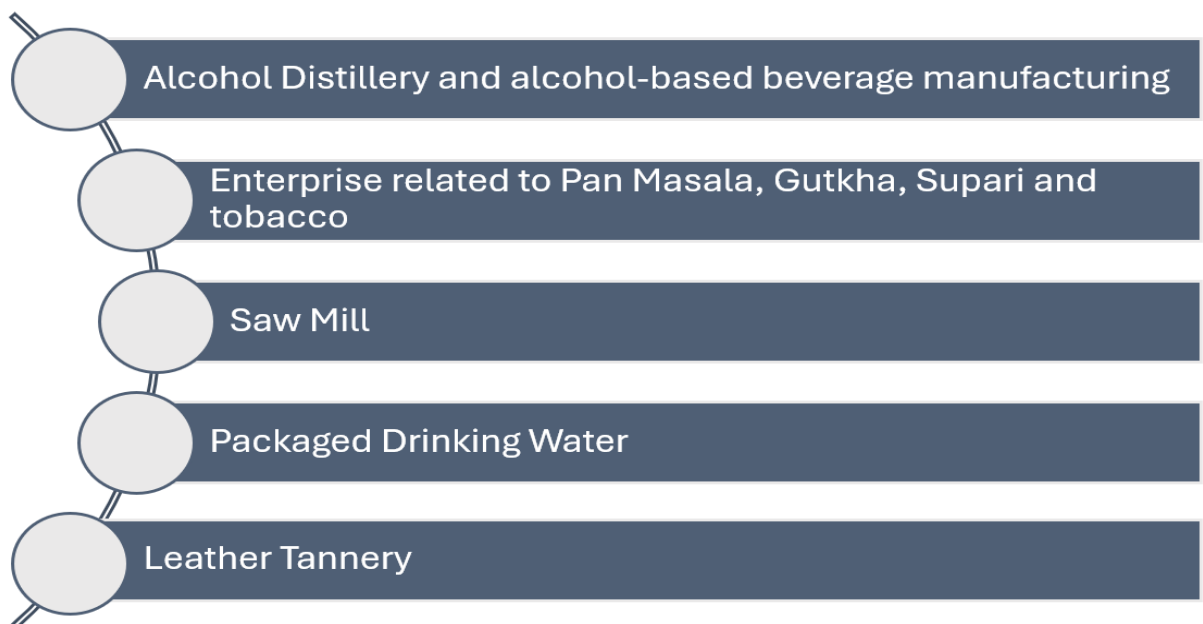 Alcohol Distillery and alcohol-based beverage manufacturing
Enterprise related to Pan Masala, Gutkha, Supari and
tobacco
Saw Mill
Packaged Drinking Water
Leather Tannery